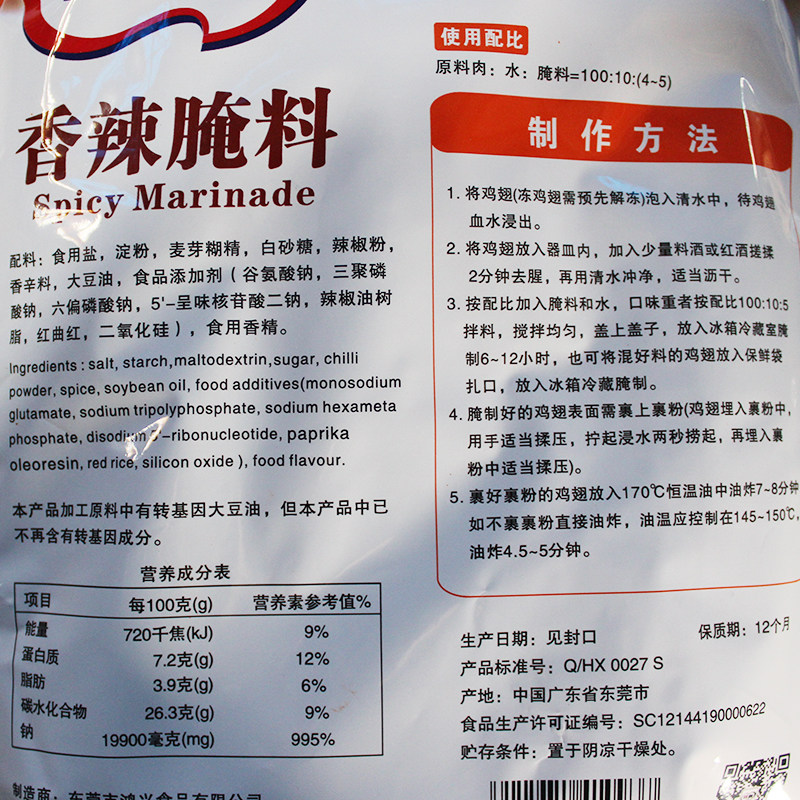 香辣腌料
Spicy Marinade
配料：食用盐，淀粉，麦芽糊精，白砂糖，辣椒粉，
香辛料，大豆油，食品添加剂（谷氨酸钠，三聚磷
酸钠，六偏磷酸钠，5'-呈味核苷酸二钠，辣椒油树
脂，红曲红，二氧化硅），食用香精。
Ingredients : salt, starch,maltodextrin,sugar, chilli
powder, spice, soybean oil, food additives(monosodium
glutamate, sodium tripolyphosphate, sodium hexameta
phosphate, disodium 5'-ribonucleotide, paprika
oleoresin, red rice, silicon oxide ), food flavour.
本产品加工原料中有转基因大豆油，但本产品中已
不再含有转基因成分。
营养成分表
项目 每100克(g) 营养素参考值%
能量 720千焦(kJ) 9%
蛋白质 7.2克(g) 12%
脂肪 3.9克(g) 6%
碳水化合物 26.3克(g) 9%
钠 19900毫克(mg) 995%
制造商：东莞市鸿兴食品有限公司
使用配比
原料肉：水：腌料=100:10:(4~5)
制作方法
1. 将鸡翅(冻鸡翅需预先解冻)泡入清水中，待鸡翅
血水浸出。
2. 将鸡翅放入器皿内，加入少量料酒或红酒搓揉
2分钟去腥，再用清水冲净，适当沥干。
3. 按配比加入腌料和水，口味重者按配比100:10:5
拌料，搅拌均匀，盖上盖子，放入冰箱冷藏室腌
制6~12小时，也可将混好料的鸡翅放入保鲜袋
扎口，放入冰箱冷藏腌制。
4. 腌制好的鸡翅表面需裹上裹粉(鸡翅埋入裹粉中，
用手适当揉压，拧起浸水两秒捞起，再埋入裹
粉中适当揉压)。
5. 裹好裹粉的鸡翅放入170℃恒温油中油炸7~8分钟
如不裹裹粉直接油炸，油温应控制在145~150℃，
油炸4.5~5分钟。
生产日期：见封口 保质期：12个月
产品标准号：Q/HX 0027 S
产地：中国广东省东莞市
食品生产许可证编号：SC12144190000622
贮存条件：置于阴凉干燥处。